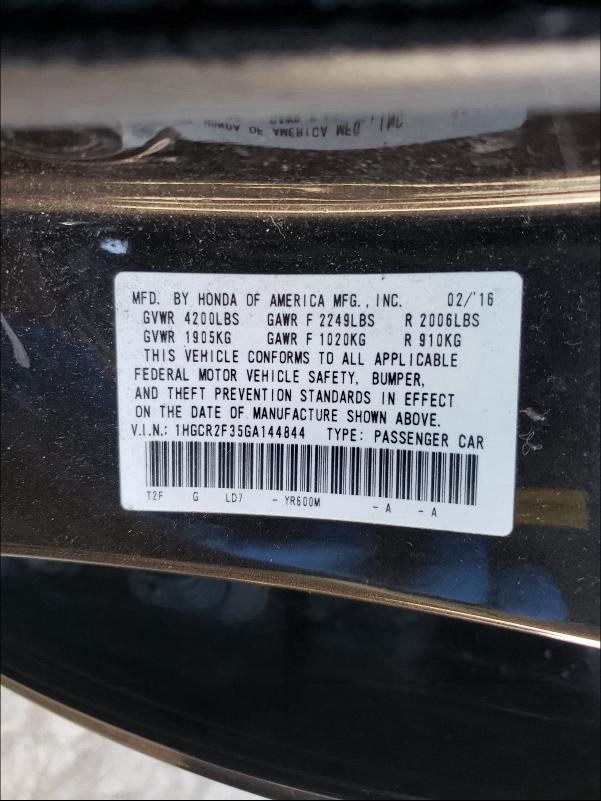 MFD. BY HONDA OF AMERICA MFG., INC. 02/'16
GVWR 4200LBS GAWR F 2249LBS R 2006LBS
GVWR 1905KG GAWR F 1020KG R 910KG
THIS VEHICLE CONFORMS TO ALL APPLICABLE
FEDERAL MOTOR VEHICLE SAFETY, BUMPER,
AND THEFT PREVENTION STANDARDS IN EFFECT
ON THE DATE OF MANUFACTURE SHOWN ABOVE.
V.I.N.: 1HGCR2F35GA144844 TYPE: PASSENGER CAR
T2F G LD7 - YR600M - A - A